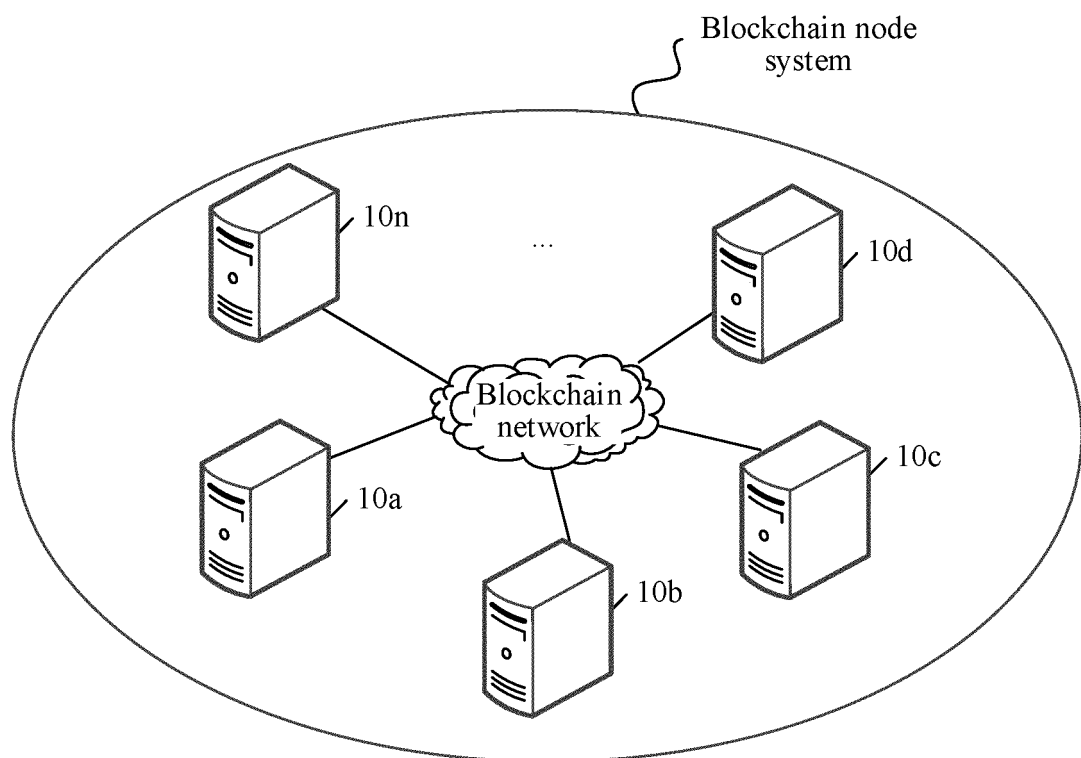 Blockchain node
system
10n
...
10d
Blockchain
network
10a
10c
10b